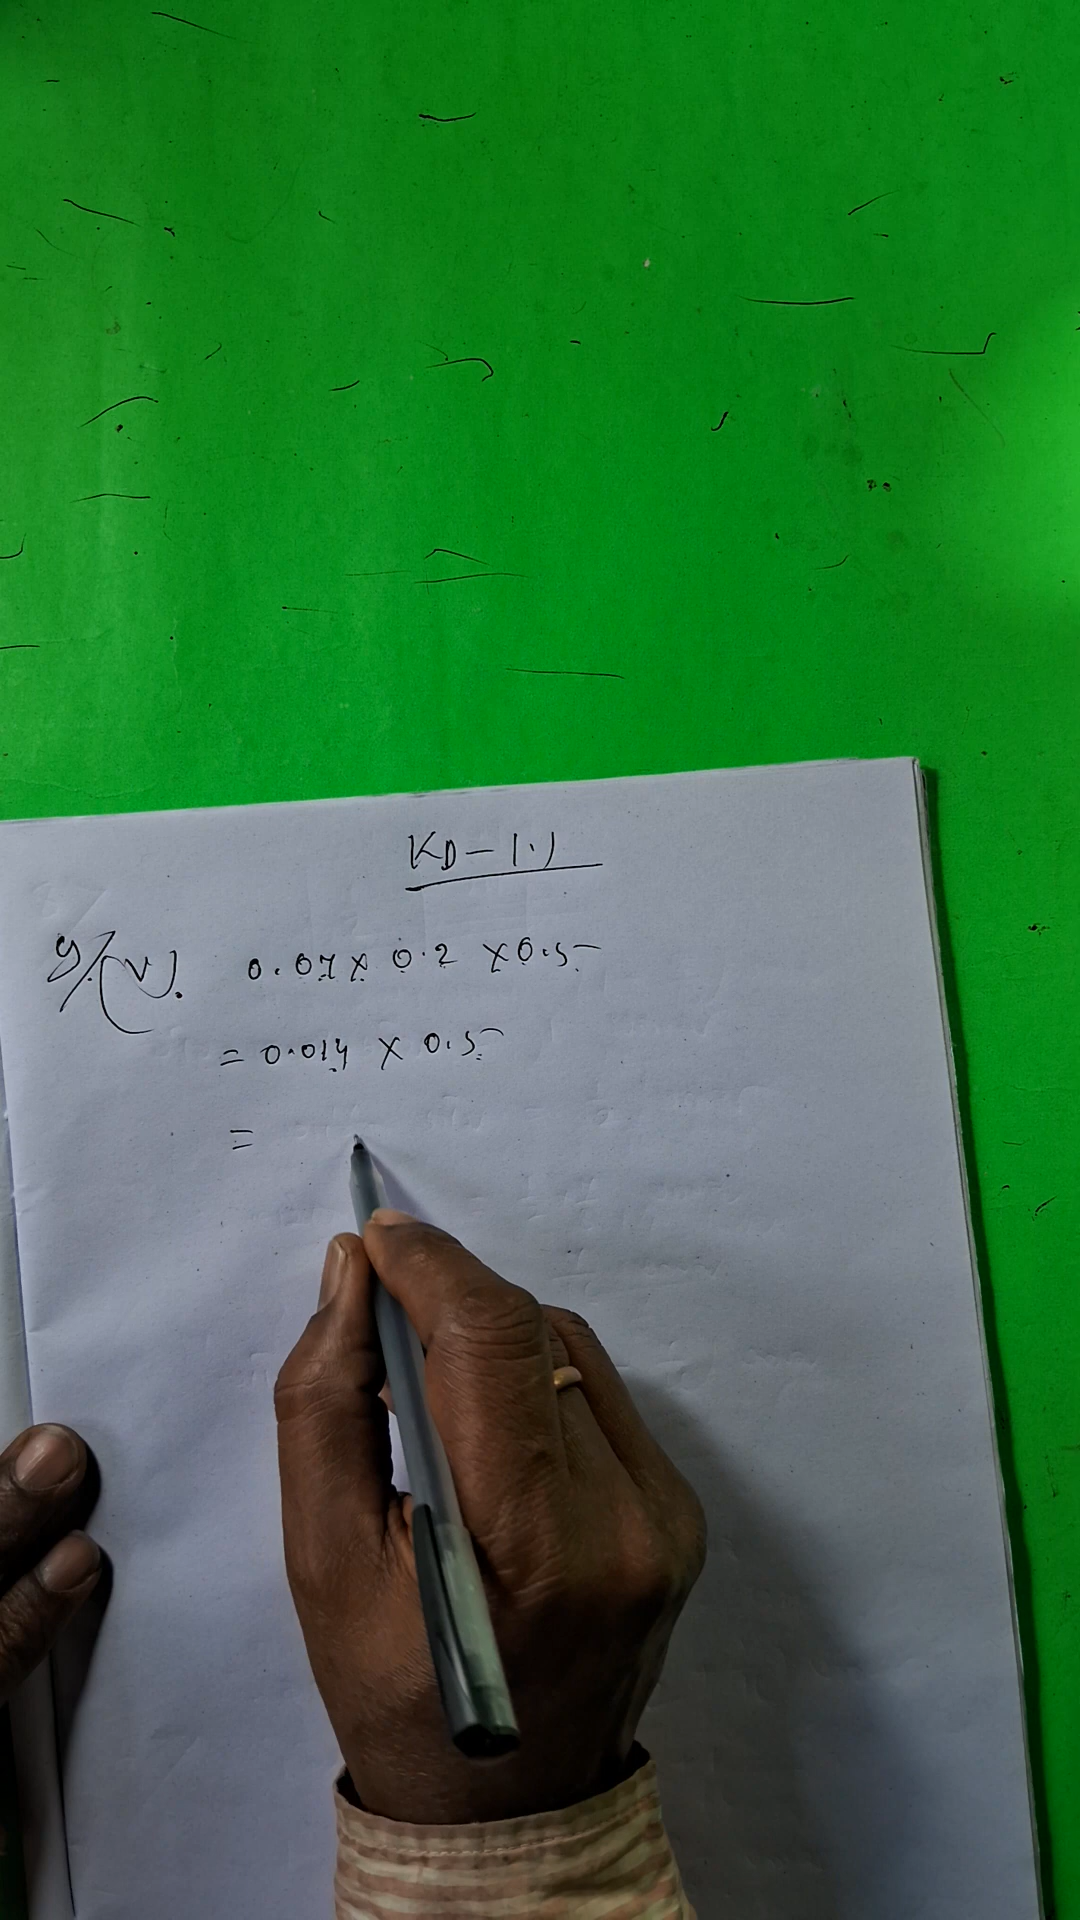 KD-1.1
9/(v). 0.07 × 0.2 × 0.5
= 0.014 × 0.5
=